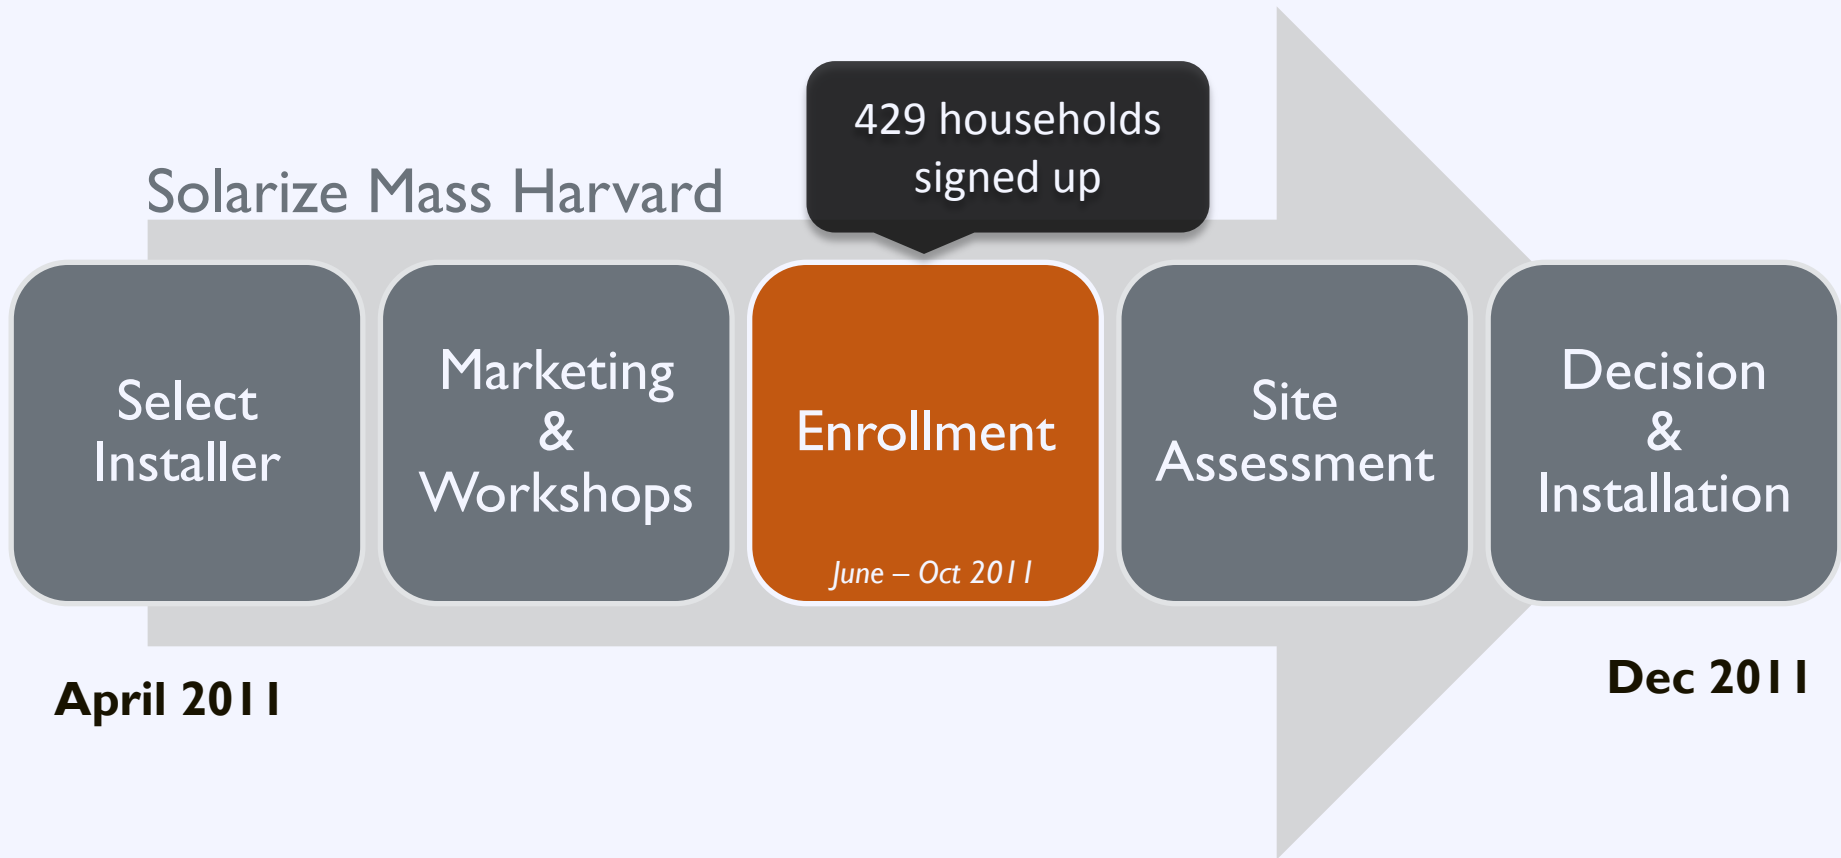 Solarize Mass Harvard
429 households
signed up
Select
Installer
Marketing
&
Workshops
Enrollment
June – Oct 2011
Site
Assessment
Decision
&
Installation
April 2011
Dec 2011